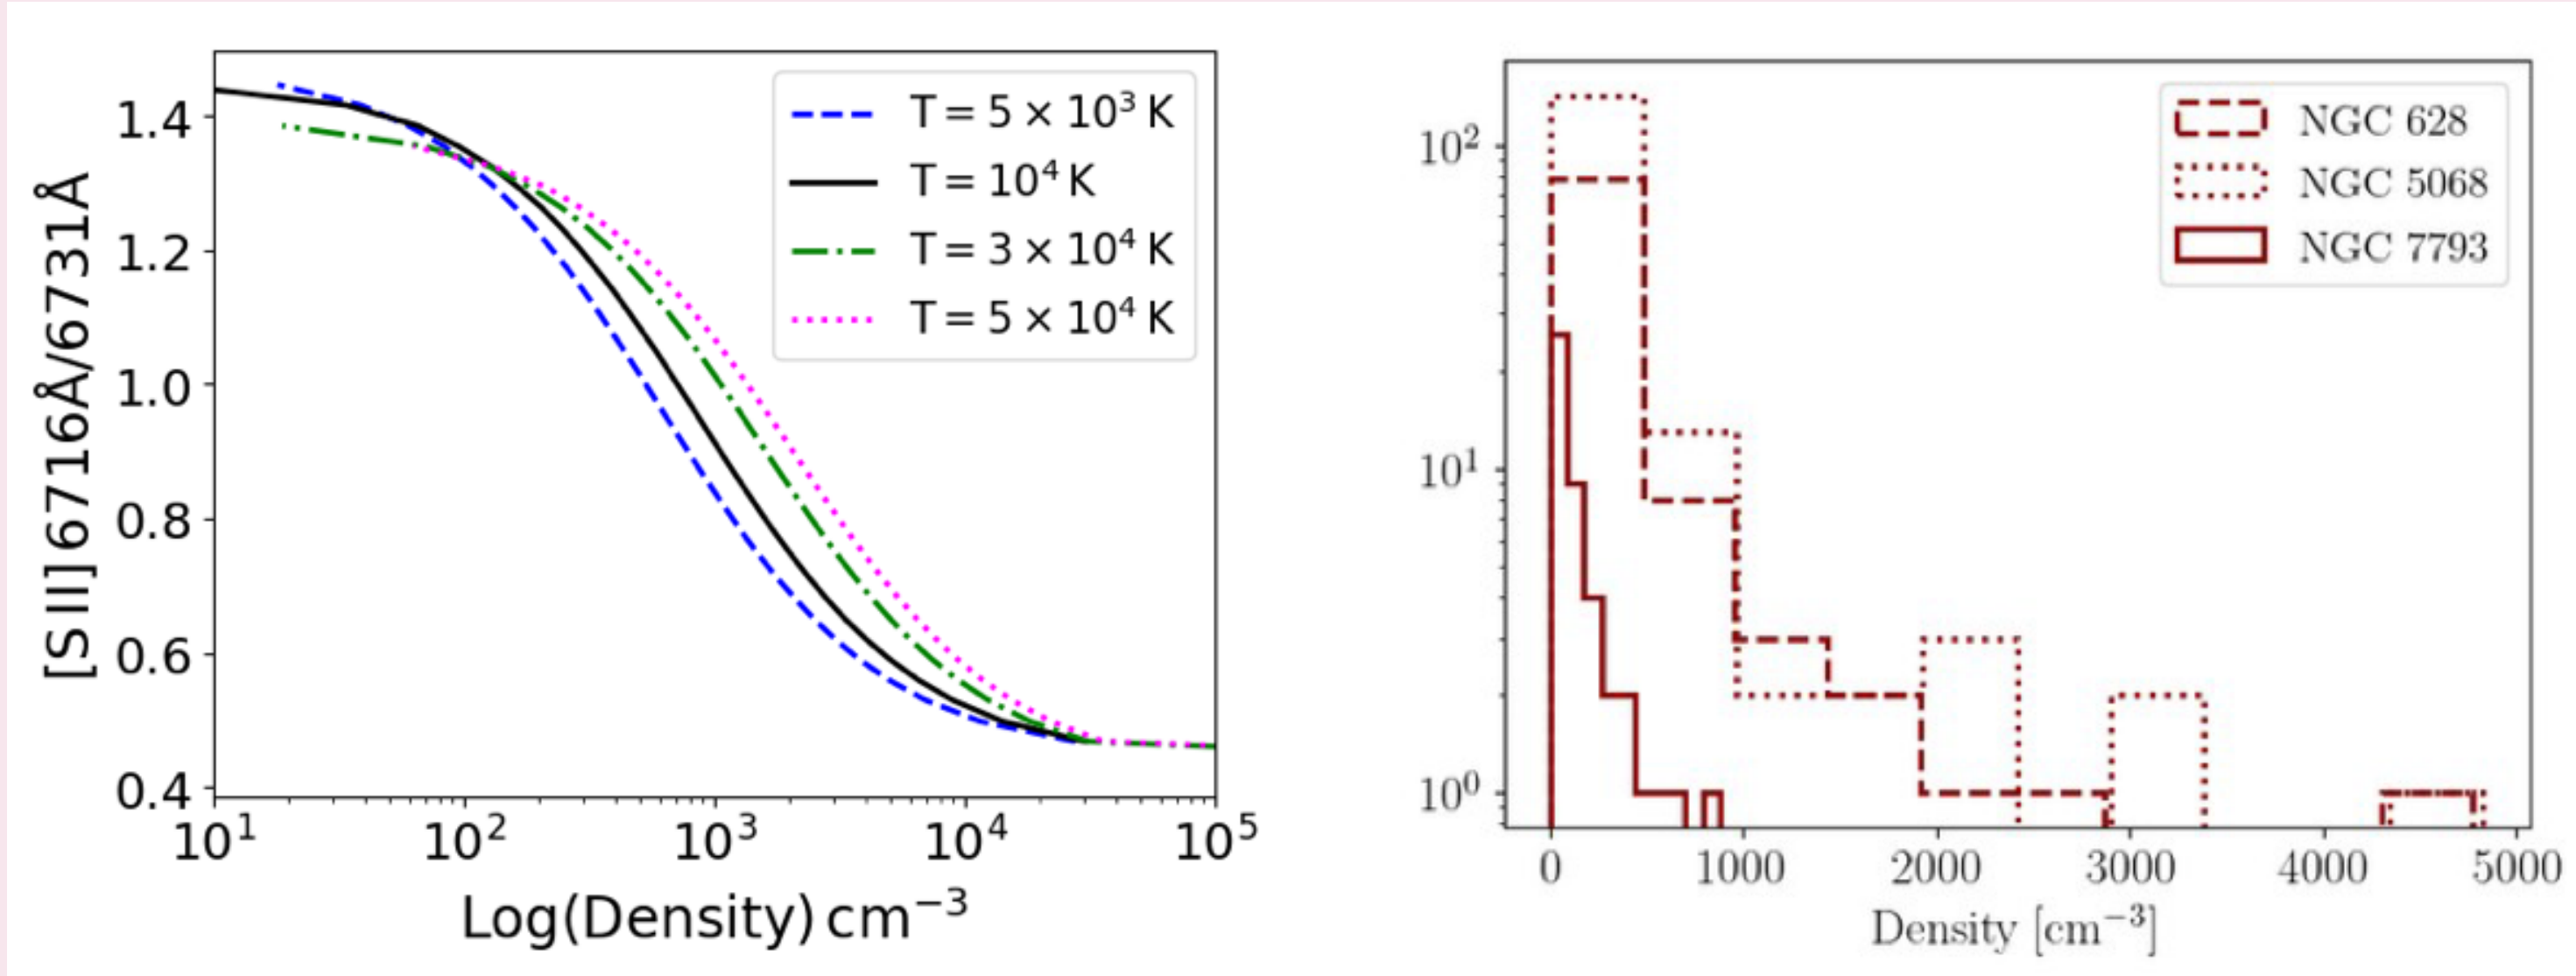 [S II] 6716Å/6731Å
1.4
1.2
1.0
0.8
0.6
0.4
10¹ 10² 10³ 10⁴ 10⁵
Log(Density) cm⁻³
T = 5 × 10³ K
T = 10⁴ K
T = 3 × 10⁴ K
T = 5 × 10⁴ K
10²
10¹
10⁰
0 1000 2000 3000 4000 5000
Density [cm⁻³]
NGC 628
NGC 5068
NGC 7793